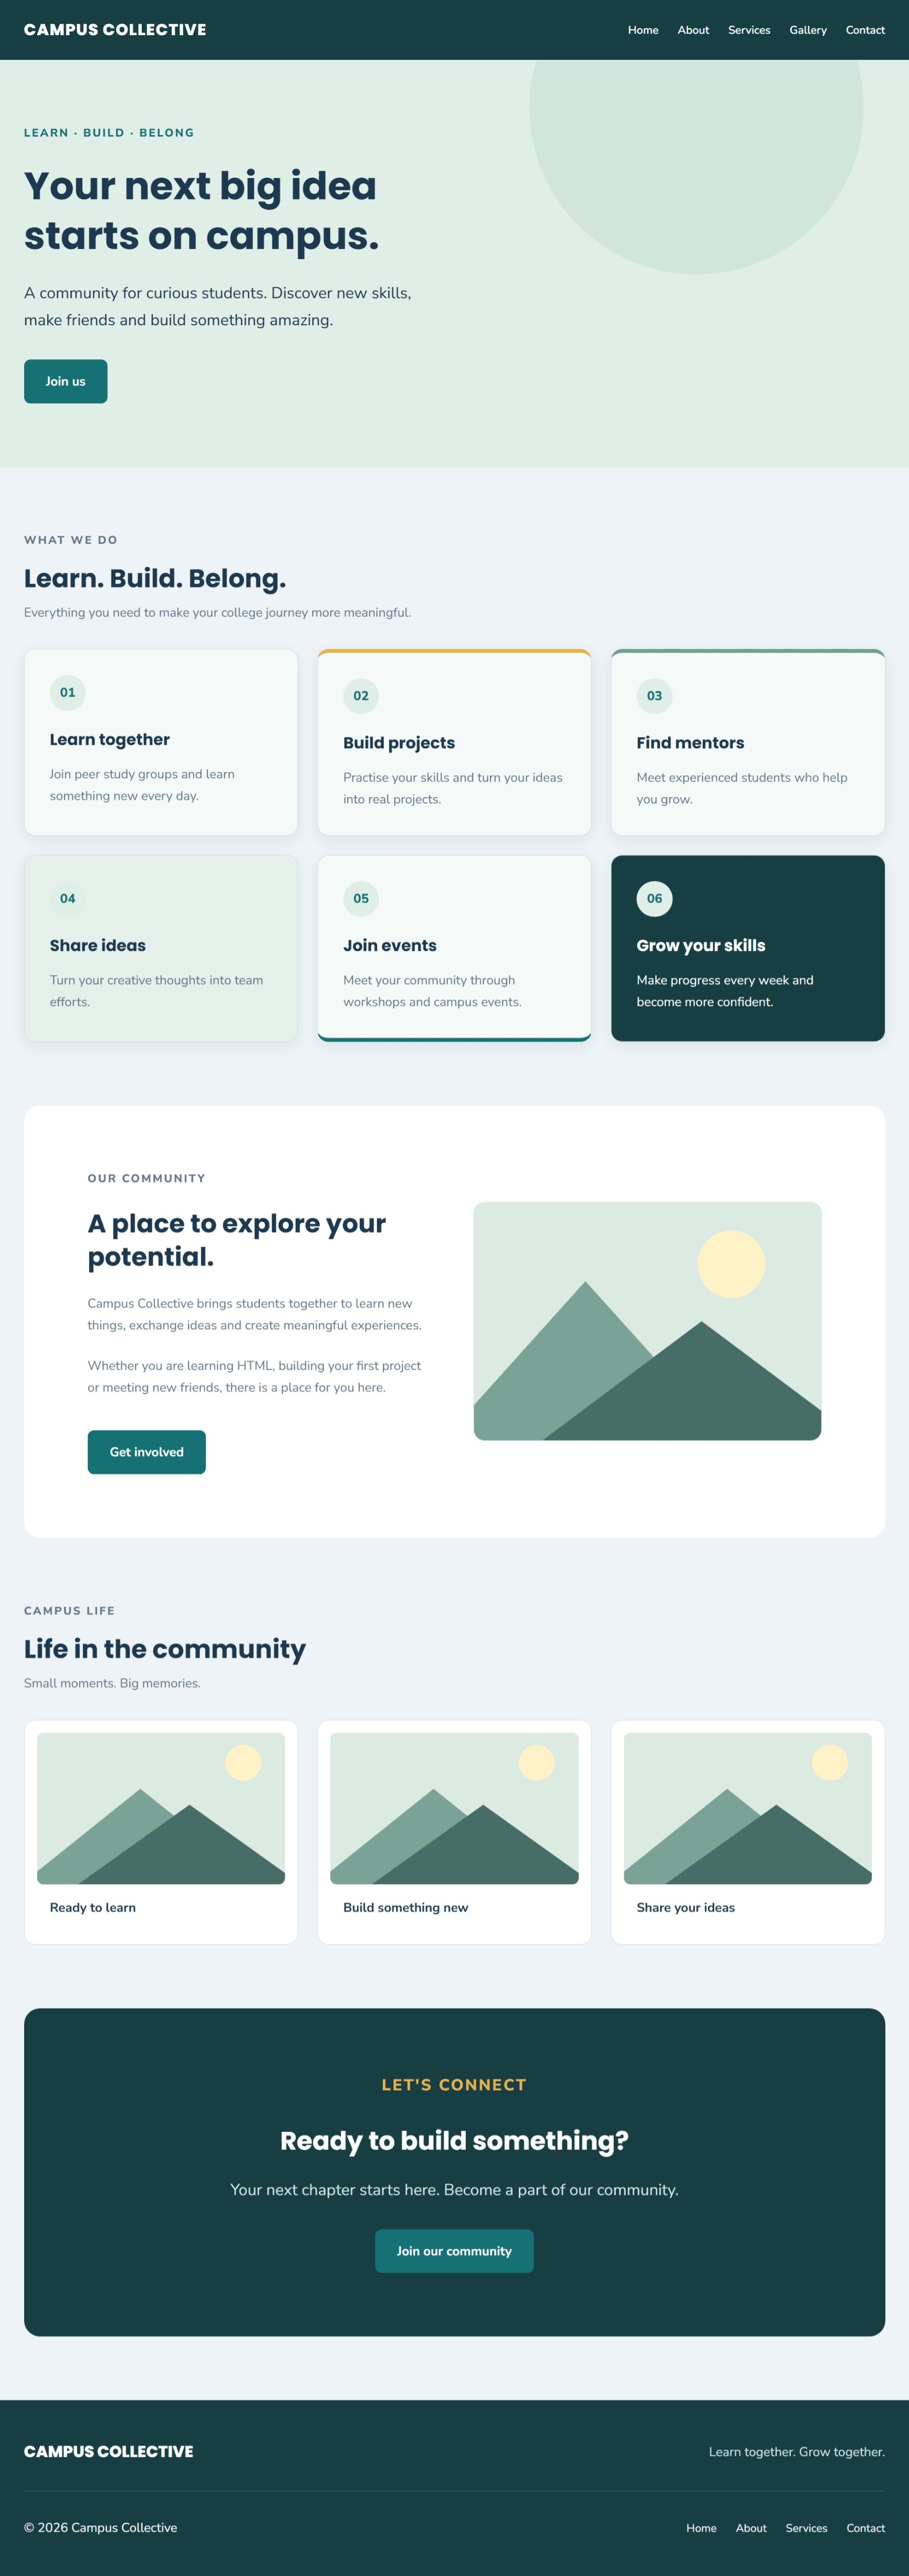 CAMPUS COLLECTIVE
Home About Services Gallery Contact
LEARN · BUILD · BELONG
Your next big idea
starts on campus.
A community for curious students. Discover new skills,
make friends and build something amazing.
Join us
WHAT WE DO
Learn. Build. Belong.
Everything you need to make your college journey more meaningful.
01
Learn together
Join peer study groups and learn
something new every day.
02
Build projects
Practise your skills and turn your ideas
into real projects.
03
Find mentors
Meet experienced students who help
you grow.
04
Share ideas
Turn your creative thoughts into team
efforts.
05
Join events
Meet your community through
workshops and campus events.
06
Grow your skills
Make progress every week and
become more confident.
OUR COMMUNITY
A place to explore your
potential.
Campus Collective brings students together to learn new
things, exchange ideas and create meaningful experiences.
Whether you are learning HTML, building your first project
or meeting new friends, there is a place for you here.
Get involved
CAMPUS LIFE
Life in the community
Small moments. Big memories.
Ready to learn
Build something new
Share your ideas
LET'S CONNECT
Ready to build something?
Your next chapter starts here. Become a part of our community.
Join our community
CAMPUS COLLECTIVE
Learn together. Grow together.
© 2026 Campus Collective
Home About Services Contact